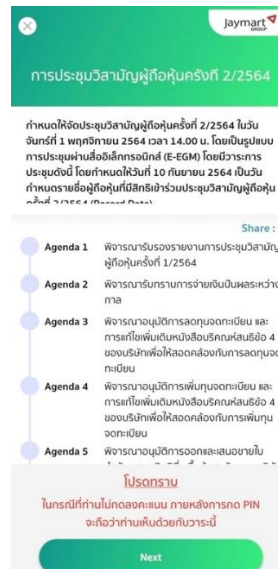 Jaymart
GROUP
การประชุมวิสามัญผู้ถือหุ้นครั้งที่ 2/2564
กำหนดให้จัดประชุมวิสามัญผู้ถือหุ้นครั้งที่ 2/2564 ในวัน
จันทร์ที่ 1 พฤศจิกายน 2564 เวลา 14.00 น. โดยเป็นรูปแบบ
การประชุมผ่านสื่ออิเล็กทรอนิกส์ (E-EGM) โดยมีวาระการ
ประชุมดังนี้ โดยกำหนดให้วันที่ 10 กันยายน 2564 เป็นวัน
กำหนดรายชื่อผู้ถือหุ้นที่มีสิทธิเข้าร่วมประชุมวิสามัญผู้ถือหุ้น
ครั้งที่ 2/2564 (Record Date)
Share :
Agenda 1 พิจารณารับรองรายงานการประชุมวิสามัญ
ผู้ถือหุ้นครั้งที่ 1/2564
Agenda 2 พิจารณารับทราบการจ่ายเงินปันผลระหว่าง
กาล
Agenda 3 พิจารณาอนุมัติการลดทุนจดทะเบียน และ
การแก้ไขเพิ่มเติมหนังสือบริคณห์สนธิข้อ 4
ของบริษัทเพื่อให้สอดคล้องกับการลดทุนจด
ทะเบียน
Agenda 4 พิจารณาอนุมัติการเพิ่มทุนจดทะเบียน และ
การแก้ไขเพิ่มเติมหนังสือบริคณห์สนธิข้อ 4
ของบริษัทเพื่อให้สอดคล้องกับการเพิ่มทุน
จดทะเบียน
Agenda 5 พิจารณาอนุมัติการออกและเสนอขายใบ
โปรดทราบ
ในกรณีที่ท่านไม่กดลงคะแนน ภายหลังการกด PIN
จะถือว่าท่านเห็นด้วยกับวาระนี้
Next